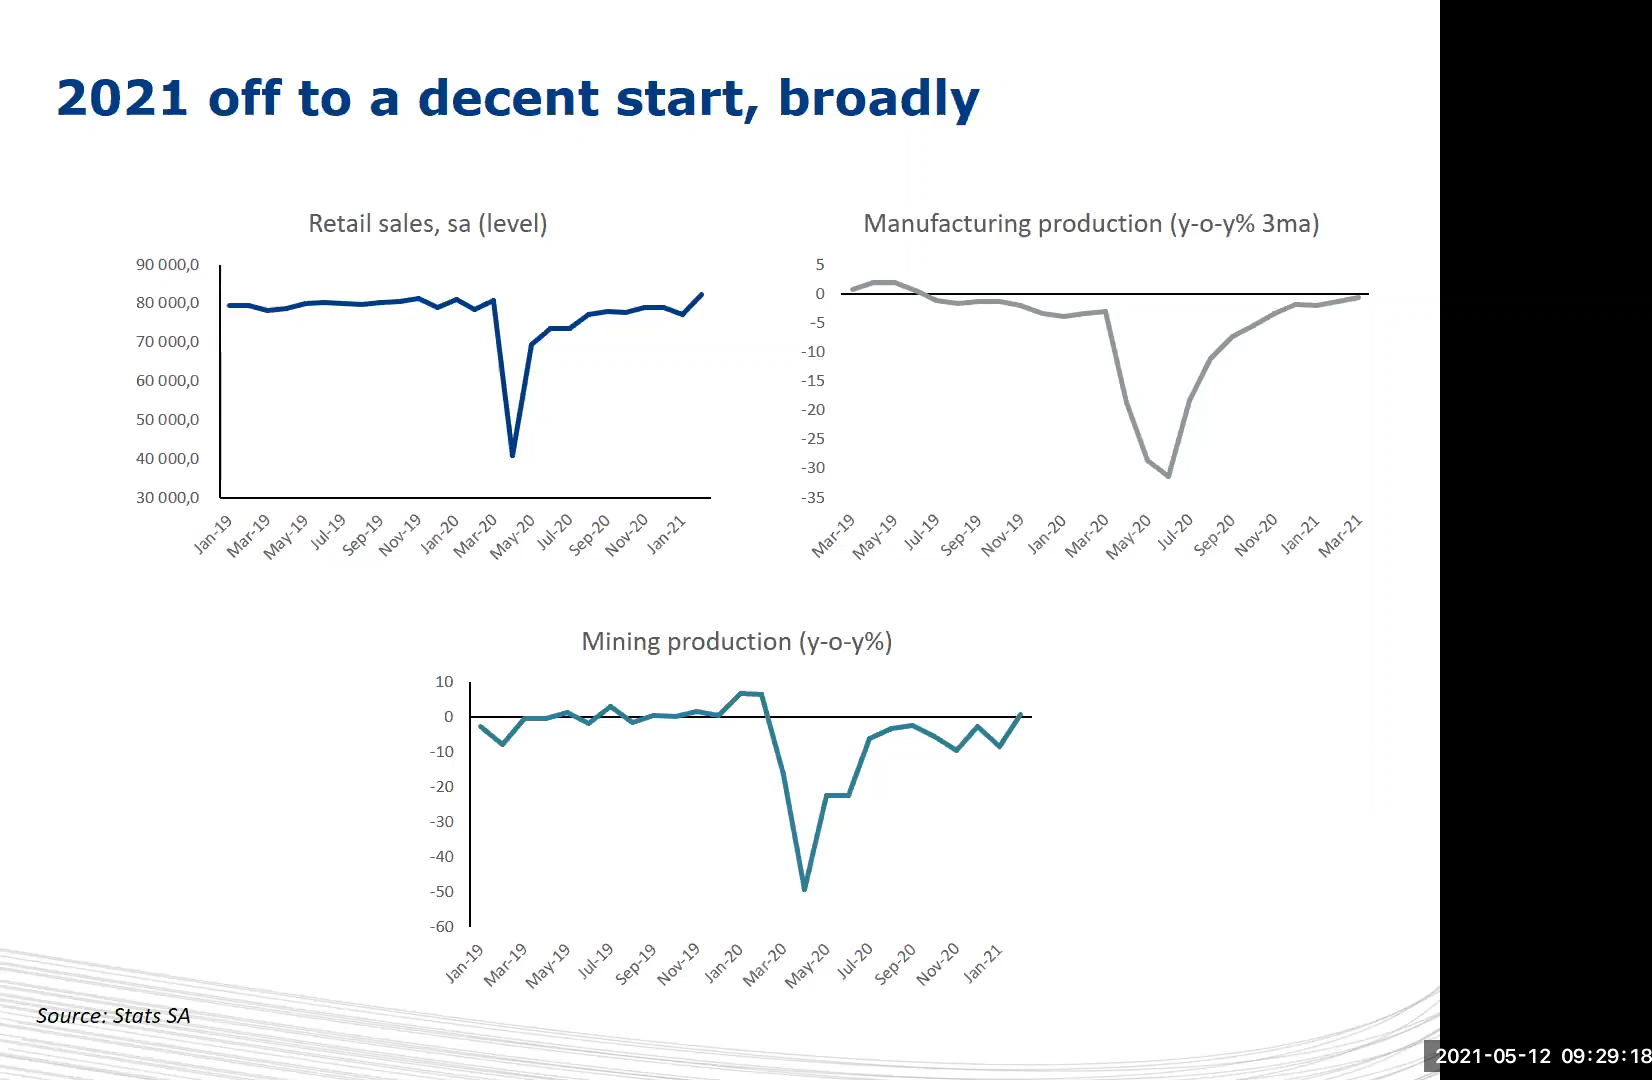 2021 off to a decent start, broadly
Retail sales, sa (level)
90 000,0
80 000,0
70 000,0
60 000,0
50 000,0
40 000,0
30 000,0
Jan-19
Mar-19
May-19
Jul-19
Sep-19
Nov-19
Jan-20
Mar-20
May-20
Jul-20
Sep-20
Nov-20
Jan-21
Manufacturing production (y-o-y% 3ma)
5
0
-5
-10
-15
-20
-25
-30
-35
Mar-19
May-19
Jul-19
Sep-19
Nov-19
Jan-20
Mar-20
May-20
Jul-20
Sep-20
Nov-20
Jan-21
Mar-21
Mining production (y-o-y%)
10
0
-10
-20
-30
-40
-50
-60
Jan-19
Mar-19
May-19
Jul-19
Sep-19
Nov-19
Jan-20
Mar-20
May-20
Jul-20
Sep-20
Nov-20
Jan-21
Source: Stats SA
2021-05-12 09:29:18